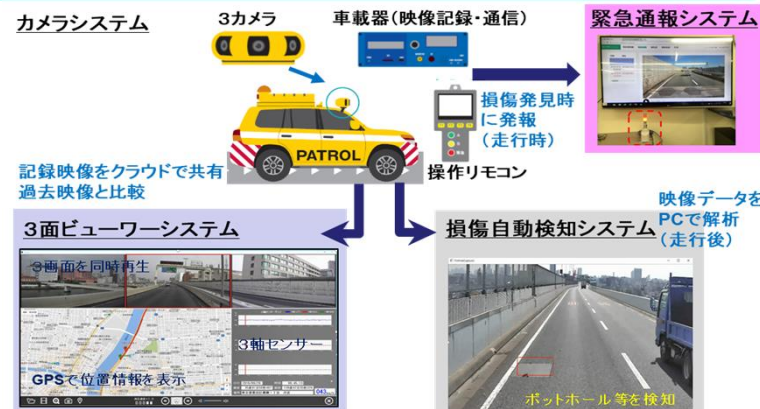 カメラシステム
3カメラ
車載器(映像記録・通信)
緊急通報システム
損傷発見時
に発報
(走行時)
PATROL
操作リモコン
記録映像をクラウドで共有
過去映像と比較
3面ビューワーシステム
3画面を同時再生
3軸センサー
GPSで位置情報を表示
損傷自動検知システム
映像データを
PCで解析
(走行後)
ポットホール等を検知